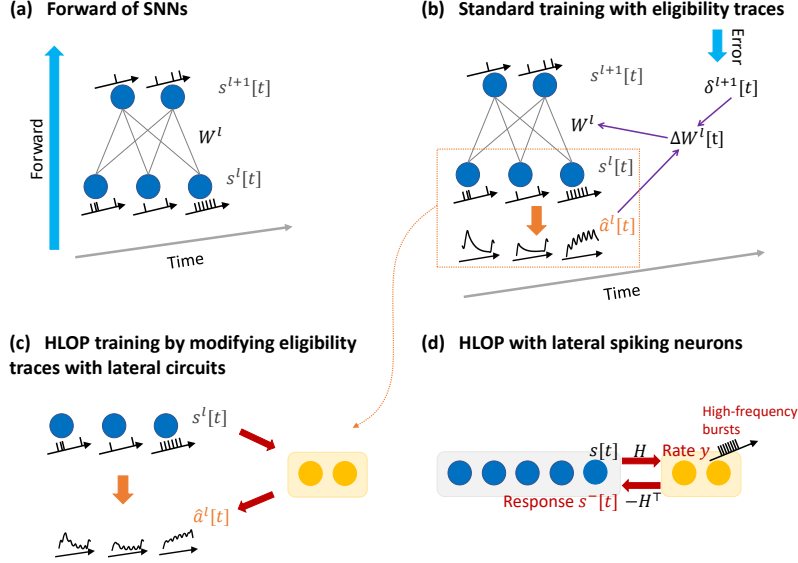 (a) Forward of SNNs
Forward
s^{l+1}[t]
W^l
s^l[t]
Time
(b) Standard training with eligibility traces
Error
s^{l+1}[t]
δ^{l+1}[t]
W^l
ΔW^l[t]
s^l[t]
â^l[t]
Time
(c) HLOP training by modifying eligibility
traces with lateral circuits
s^l[t]
â^l[t]
(d) HLOP with lateral spiking neurons
High-frequency
bursts
s[t] H Rate y
Response s^−[t] −H^⊤